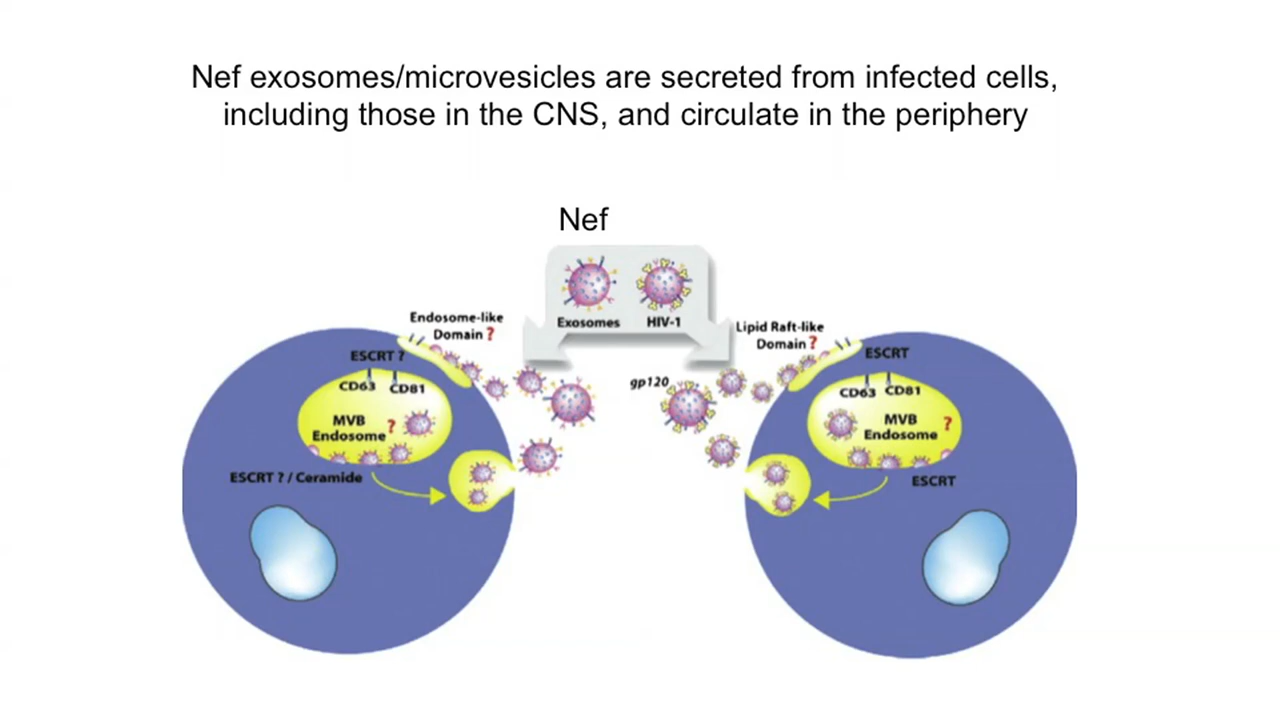 Nef exosomes/microvesicles are secreted from infected cells,
including those in the CNS, and circulate in the periphery
Nef
Exosomes
HIV-1
Endosome-like
Domain ?
ESCRT ?
CD63
CD81
MVB
Endosome
?
ESCRT ? / Ceramide
gp120
Lipid Raft-like
Domain ?
ESCRT
CD63
CD81
MVB
Endosome
?
ESCRT